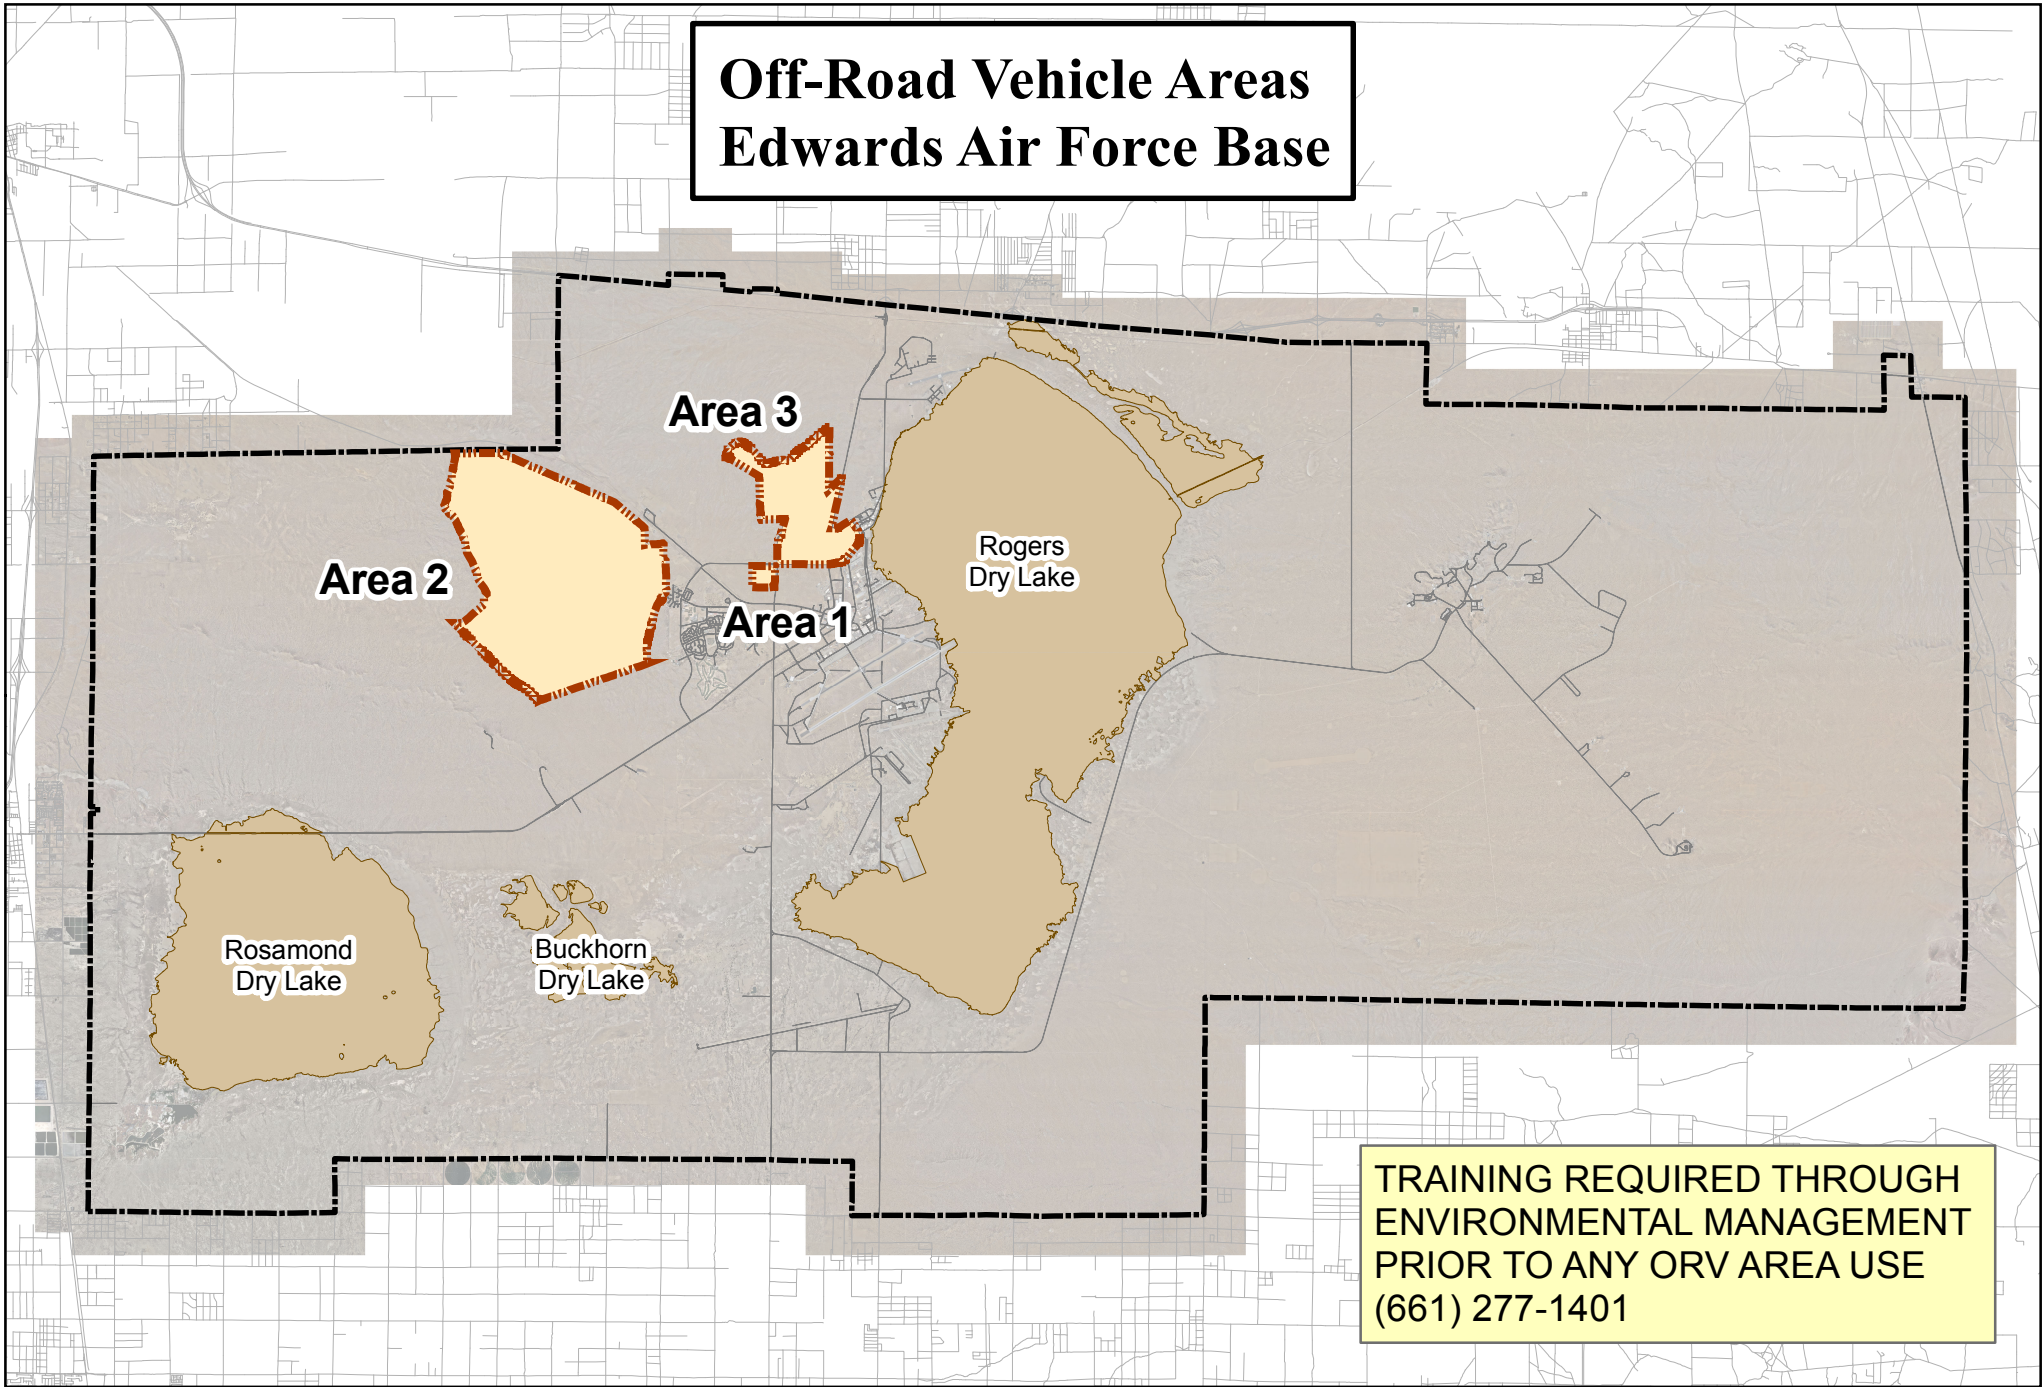 Off-Road Vehicle Areas
Edwards Air Force Base
Area 3
Area 2
Area 1
Rogers
Dry Lake
Rosamond
Dry Lake
Buckhorn
Dry Lake
TRAINING REQUIRED THROUGH
ENVIRONMENTAL MANAGEMENT
PRIOR TO ANY ORV AREA USE
(661) 277-1401